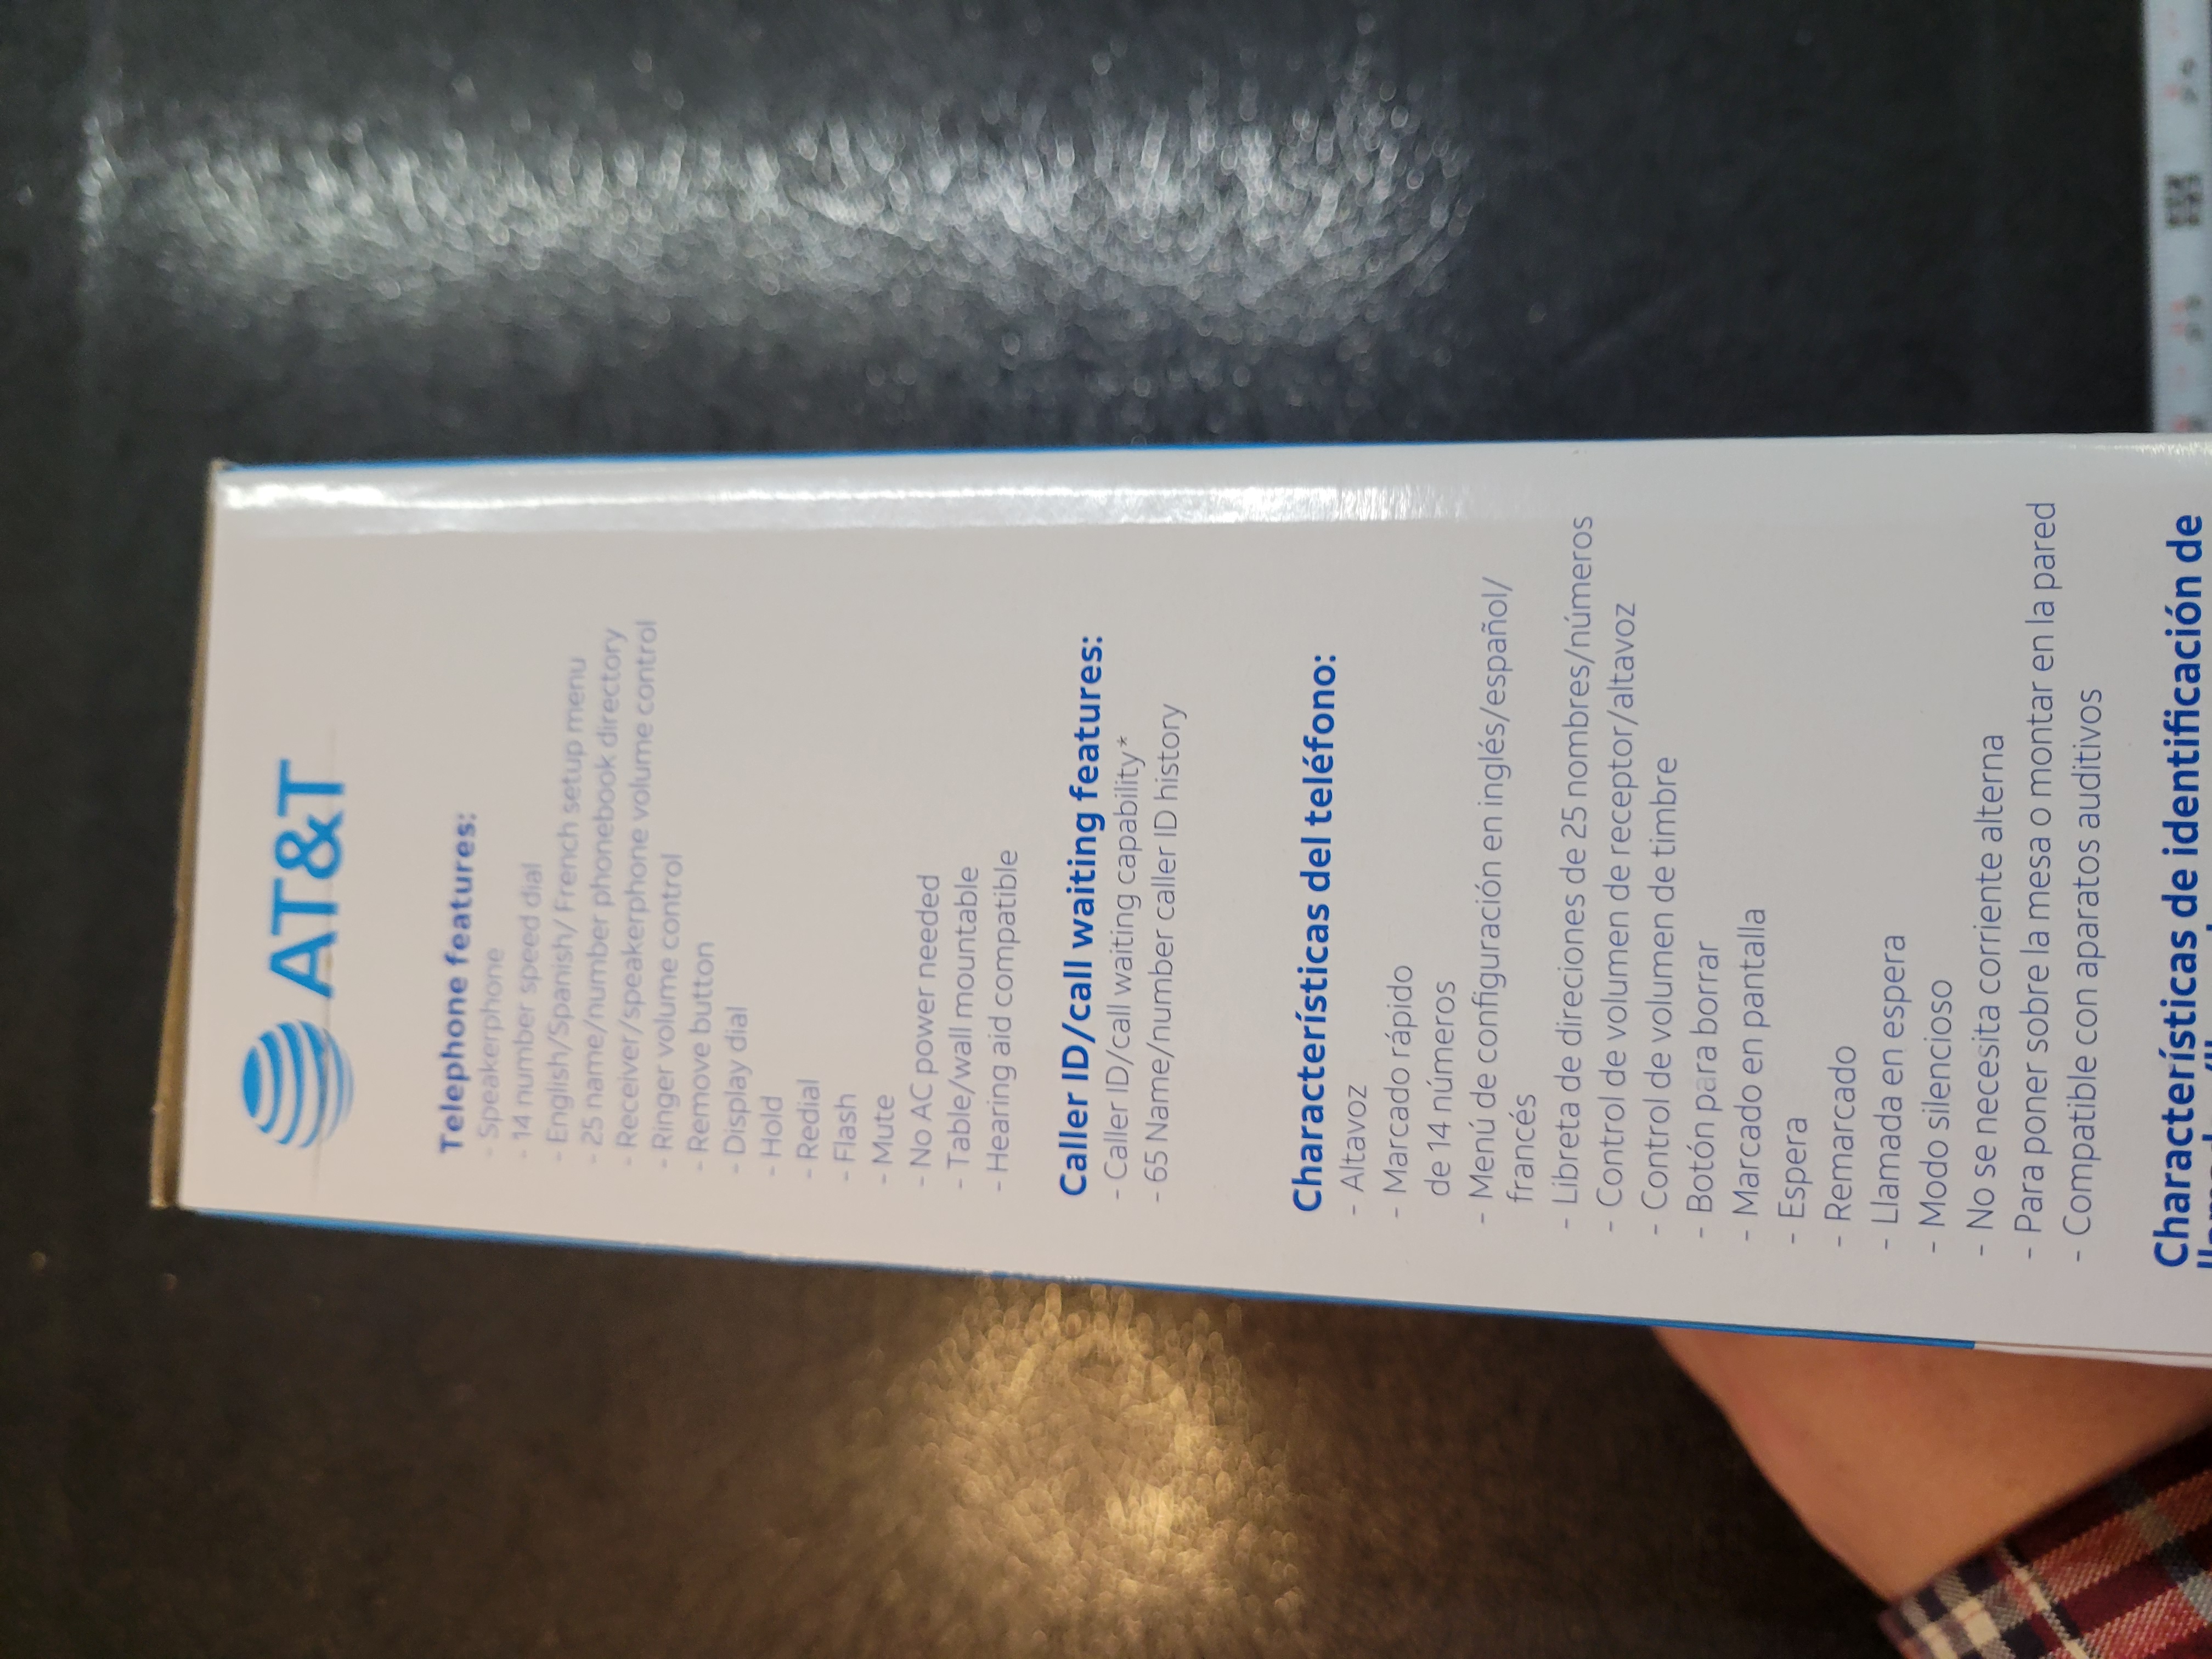 AT&T
Telephone features:
- Speakerphone
- 14 number speed dial
- English/Spanish/ French setup menu
- 25 name/number phonebook directory
- Receiver/speakerphone volume control
- Ringer volume control
- Remove button
- Display dial
- Hold
- Redial
- Flash
- Mute
- No AC power needed
- Table/wall mountable
- Hearing aid compatible
Caller ID/call waiting features:
- Caller ID/call waiting capability*
- 65 Name/number caller ID history
Characterísticas del teléfono:
- Altavoz
- Marcado rápido
de 14 números
- Menú de configuración en inglés/español/
francés
- Libreta de direciones de 25 nombres/números
- Control de volumen de receptor/altavoz
- Control de volumen de timbre
- Botón para borrar
- Marcado en pantalla
- Espera
- Remarcado
- Llamada en espera
- Modo silencioso
- No se necesita corriente alterna
- Para poner sobre la mesa o montar en la pared
- Compatible con aparatos auditivos
Characterísticas de identificación de